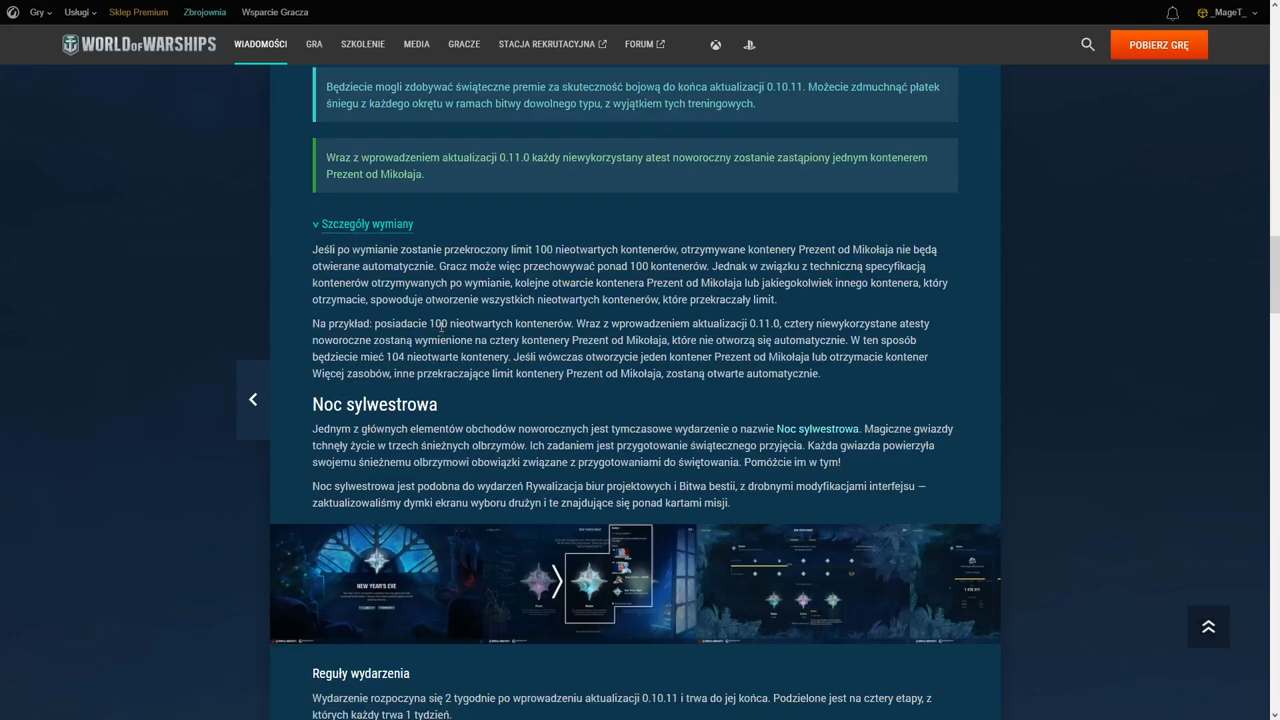 Gry Usługi Sklep Premium Zbrojownia Wsparcie Gracza _MageT_
WORLD OF WARSHIPS WIADOMOŚCI GRA SZKOLENIE MEDIA GRACZE STACJA REKRUTACYJNA FORUM POBIERZ GRĘ
Będziecie mogli zdobywać świąteczne premie za skuteczność bojową do końca aktualizacji 0.10.11. Możecie zdmuchnąć płatek
śniegu z każdego okrętu w ramach bitwy dowolnego typu, z wyjątkiem tych treningowych.
Wraz z wprowadzeniem aktualizacji 0.11.0 każdy niewykorzystany atest noworoczny zostanie zastąpiony jednym kontenerem
Prezent od Mikołaja.
Szczegóły wymiany
Jeśli po wymianie zostanie przekroczony limit 100 nieotwartych kontenerów, otrzymywane kontenery Prezent od Mikołaja nie będą
otwierane automatycznie. Gracz może więc przechowywać ponad 100 kontenerów. Jednak w związku z techniczną specyfikacją
kontenerów otrzymywanych po wymianie, kolejne otwarcie kontenera Prezent od Mikołaja lub jakiegokolwiek innego kontenera, który
otrzymacie, spowoduje otworzenie wszystkich nieotwartych kontenerów, które przekraczały limit.
Na przykład: posiadacie 100 nieotwartych kontenerów. Wraz z wprowadzeniem aktualizacji 0.11.0, cztery niewykorzystane atesty
noworoczne zostaną wymienione na cztery kontenery Prezent od Mikołaja, które nie otworzą się automatycznie. W ten sposób
będziecie mieć 104 nieotwarte kontenery. Jeśli wówczas otworzycie jeden kontener Prezent od Mikołaja lub otrzymacie kontener
Więcej zasobów, inne przekraczające limit kontenery Prezent od Mikołaja, zostaną otwarte automatycznie.
Noc sylwestrowa
Jednym z głównych elementów obchodów noworocznych jest tymczasowe wydarzenie o nazwie Noc sylwestrowa. Magiczne gwiazdy
tchnęły życie w trzech śnieżnych olbrzymów. Ich zadaniem jest przygotowanie świątecznego przyjęcia. Każda gwiazda powierzyła
swojemu śnieżnemu olbrzymowi obowiązki związane z przygotowaniami do świętowania. Pomóżcie im w tym!
Noc sylwestrowa jest podobna do wydarzeń Rywalizacja biur projektowych i Bitwa bestii, z drobnymi modyfikacjami interfejsu —
zaktualizowaliśmy dymki ekranu wyboru drużyn i te znajdujące się ponad kartami misji.
NEW YEAR'S EVE
Reguły wydarzenia
Wydarzenie rozpoczyna się 2 tygodnie po wprowadzeniu aktualizacji 0.10.11 i trwa do jej końca. Podzielone jest na cztery etapy, z
których każdy trwa 1 tydzień.